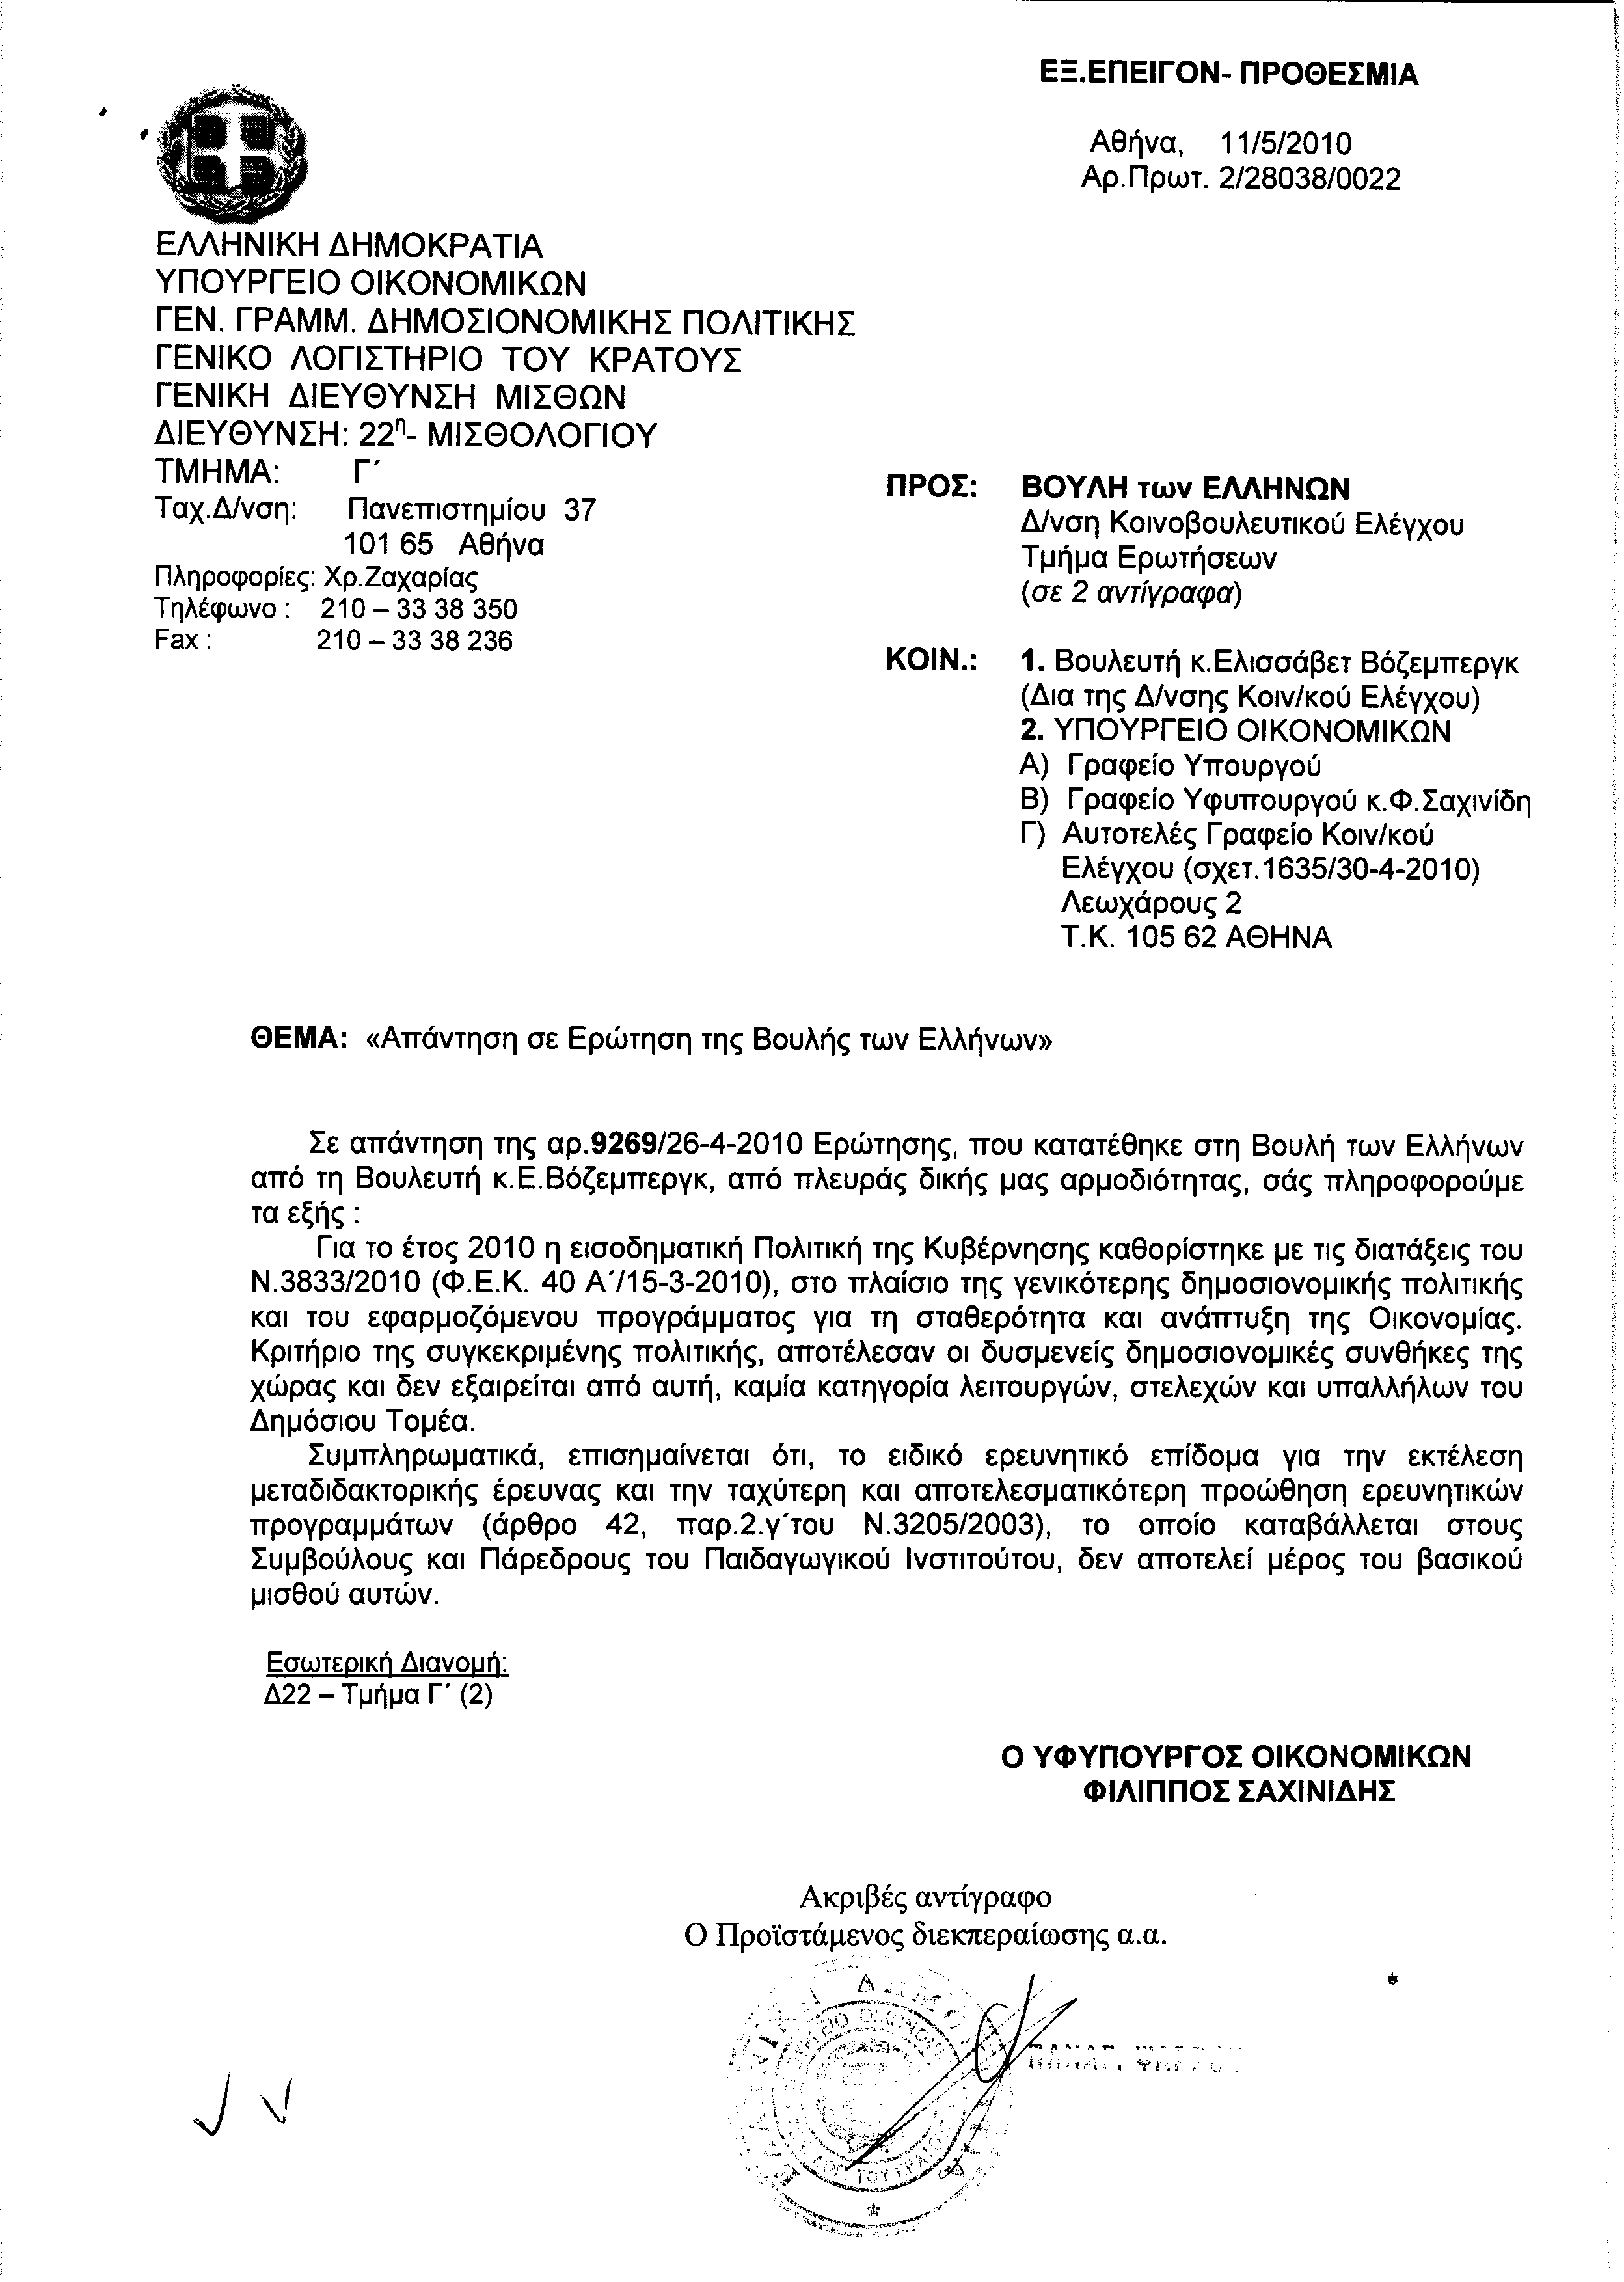 ΕΞ.ΕΠΕΙΓΟΝ- ΠΡΟΘΕΣΜΙΑ
Αθήνα, 11/5/2010
Αρ.Πρωτ. 2/28038/0022
ΕΛΛΗΝΙΚΗ ΔΗΜΟΚΡΑΤΙΑ
ΥΠΟΥΡΓΕΙΟ ΟΙΚΟΝΟΜΙΚΩΝ
ΓΕΝ. ΓΡΑΜΜ. ΔΗΜΟΣΙΟΝΟΜΙΚΗΣ ΠΟΛΙΤΙΚΗΣ
ΓΕΝΙΚΟ ΛΟΓΙΣΤΗΡΙΟ ΤΟΥ ΚΡΑΤΟΥΣ
ΓΕΝΙΚΗ ΔΙΕΥΘΥΝΣΗ ΜΙΣΘΩΝ
ΔΙΕΥΘΥΝΣΗ: 22η- ΜΙΣΘΟΛΟΓΙΟΥ
ΤΜΗΜΑ: Γ΄
Ταχ.Δ/νση: Πανεπιστημίου 37
101 65 Αθήνα
Πληροφορίες: Χρ.Ζαχαρίας
Τηλέφωνο : 210 – 33 38 350
Fax : 210 – 33 38 236
ΠΡΟΣ: ΒΟΥΛΗ των ΕΛΛΗΝΩΝ
Δ/νση Κοινοβουλευτικού Ελέγχου
Τμήμα Ερωτήσεων
(σε 2 αντίγραφα)
ΚΟΙΝ.: 1. Βουλευτή κ.Ελισσάβετ Βόζεμπεργκ
(Δια της Δ/νσης Κοιν/κού Ελέγχου)
2. ΥΠΟΥΡΓΕΙΟ ΟΙΚΟΝΟΜΙΚΩΝ
Α) Γραφείο Υπουργού
Β) Γραφείο Υφυπουργού κ.Φ.Σαχινίδη
Γ) Αυτοτελές Γραφείο Κοιν/κού
Ελέγχου (σχετ.1635/30-4-2010)
Λεωχάρους 2
Τ.Κ. 105 62 ΑΘΗΝΑ
ΘΕΜΑ: «Απάντηση σε Ερώτηση της Βουλής των Ελλήνων»
Σε απάντηση της αρ.9269/26-4-2010 Ερώτησης, που κατατέθηκε στη Βουλή των Ελλήνων
από τη Βουλευτή κ.Ε.Βόζεμπεργκ, από πλευράς δικής μας αρμοδιότητας, σάς πληροφορούμε
τα εξής :
Για το έτος 2010 η εισοδηματική Πολιτική της Κυβέρνησης καθορίστηκε με τις διατάξεις του
Ν.3833/2010 (Φ.Ε.Κ. 40 Α΄/15-3-2010), στο πλαίσιο της γενικότερης δημοσιονομικής πολιτικής
και του εφαρμοζόμενου προγράμματος για τη σταθερότητα και ανάπτυξη της Οικονομίας.
Κριτήριο της συγκεκριμένης πολιτικής, αποτέλεσαν οι δυσμενείς δημοσιονομικές συνθήκες της
χώρας και δεν εξαιρείται από αυτή, καμία κατηγορία λειτουργών, στελεχών και υπαλλήλων του
Δημόσιου Τομέα.
Συμπληρωματικά, επισημαίνεται ότι, το ειδικό ερευνητικό επίδομα για την εκτέλεση
μεταδιδακτορικής έρευνας και την ταχύτερη και αποτελεσματικότερη προώθηση ερευνητικών
προγραμμάτων (άρθρο 42, παρ.2.γ΄του Ν.3205/2003), το οποίο καταβάλλεται στους
Συμβούλους και Πάρεδρους του Παιδαγωγικού Ινστιτούτου, δεν αποτελεί μέρος του βασικού
μισθού αυτών.
Εσωτερική Διανομή:
Δ22 – Τμήμα Γ΄ (2)
Ο ΥΦΥΠΟΥΡΓΟΣ ΟΙΚΟΝΟΜΙΚΩΝ
ΦΙΛΙΠΠΟΣ ΣΑΧΙΝΙΔΗΣ
Ακριβές αντίγραφο
Ο Προϊστάμενος διεκπεραίωσης α.α.